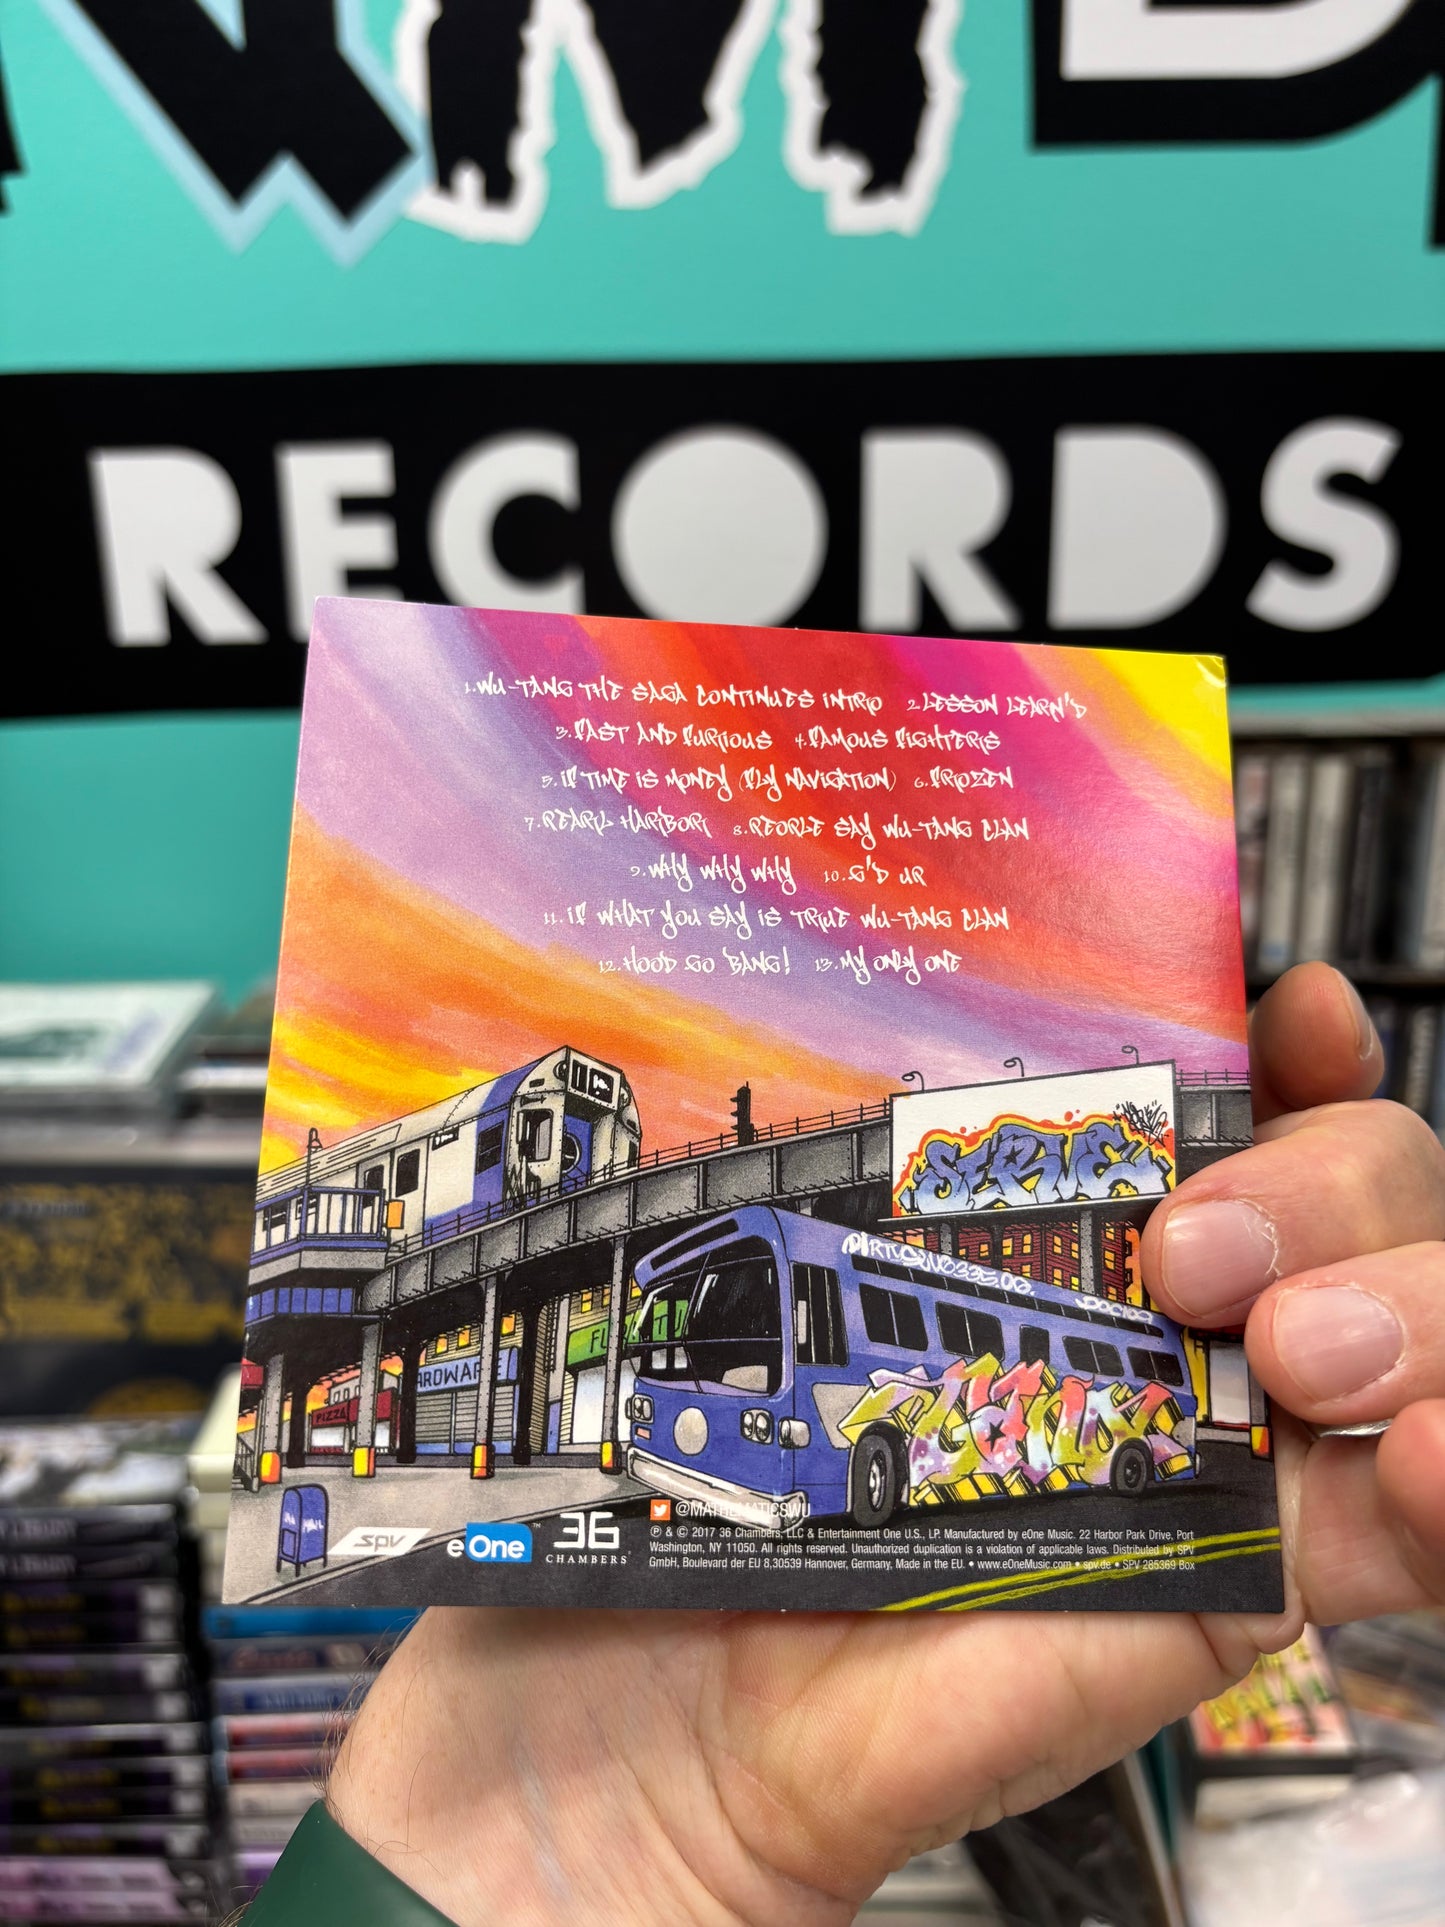 RECORDS
1.WU-TANG THE SAGA CONTINUES INTRO 2.LESSON LEARN'D
3.FAST AND FURIOUS 4.FAMOUS FIGHTERS
5.IF TIME IS MONEY (FLY NAVIGATION) 6.FROZEN
7.PEARL HARBOR 8.PEOPLE SAY WU-TANG CLAN
9.WHY WHY WHY 10.G'D UP
11.IF WHAT YOU SAY IS TRUE WU-TANG CLAN
12.HOOD GO BANG! 13.MY ONLY ONE
SERVE
PIZZA
MAIL
SPV
eOne™
36
CHAMBERS
@MATHEMATICSWU
℗ & © 2017 36 Chambers, LLC & Entertainment One U.S., LP. Manufactured by eOne Music. 22 Harbor Park Drive, Port
Washington, NY 11050. All rights reserved. Unauthorized duplication is a violation of applicable laws. Distributed by SPV
GmbH, Boulevard der EU 8,30539 Hannover, Germany, Made in the EU. • www.eOneMusic.com • spv.de • SPV 285369 Box